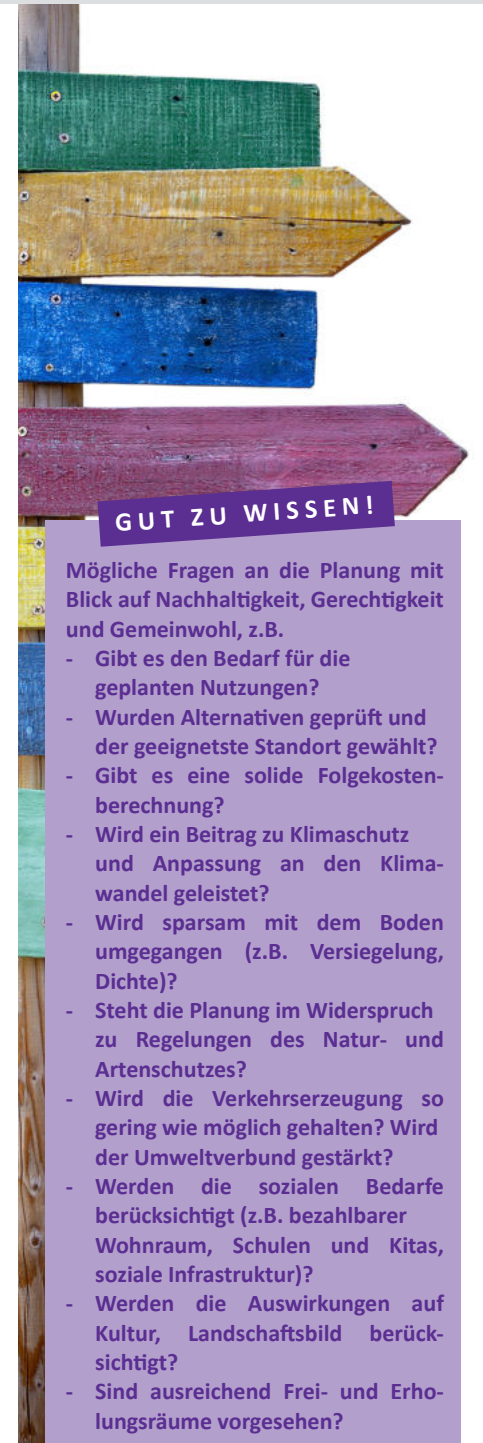 GUT ZU WISSEN!
Mögliche Fragen an die Planung mit
Blick auf Nachhaltigkeit, Gerechtigkeit
und Gemeinwohl, z.B.
- Gibt es den Bedarf für die
geplanten Nutzungen?
- Wurden Alternativen geprüft und
der geeignetste Standort gewählt?
- Gibt es eine solide Folgekosten-
berechnung?
- Wird ein Beitrag zu Klimaschutz
und Anpassung an den Klima-
wandel geleistet?
- Wird sparsam mit dem Boden
umgegangen (z.B. Versiegelung,
Dichte)?
- Steht die Planung im Widerspruch
zu Regelungen des Natur- und
Artenschutzes?
- Wird die Verkehrserzeugung so
gering wie möglich gehalten? Wird
der Umweltverbund gestärkt?
- Werden die sozialen Bedarfe
berücksichtigt (z.B. bezahlbarer
Wohnraum, Schulen und Kitas,
soziale Infrastruktur)?
- Werden die Auswirkungen auf
Kultur, Landschaftsbild berück-
sichtigt?
- Sind ausreichend Frei- und Erho-
lungsräume vorgesehen?